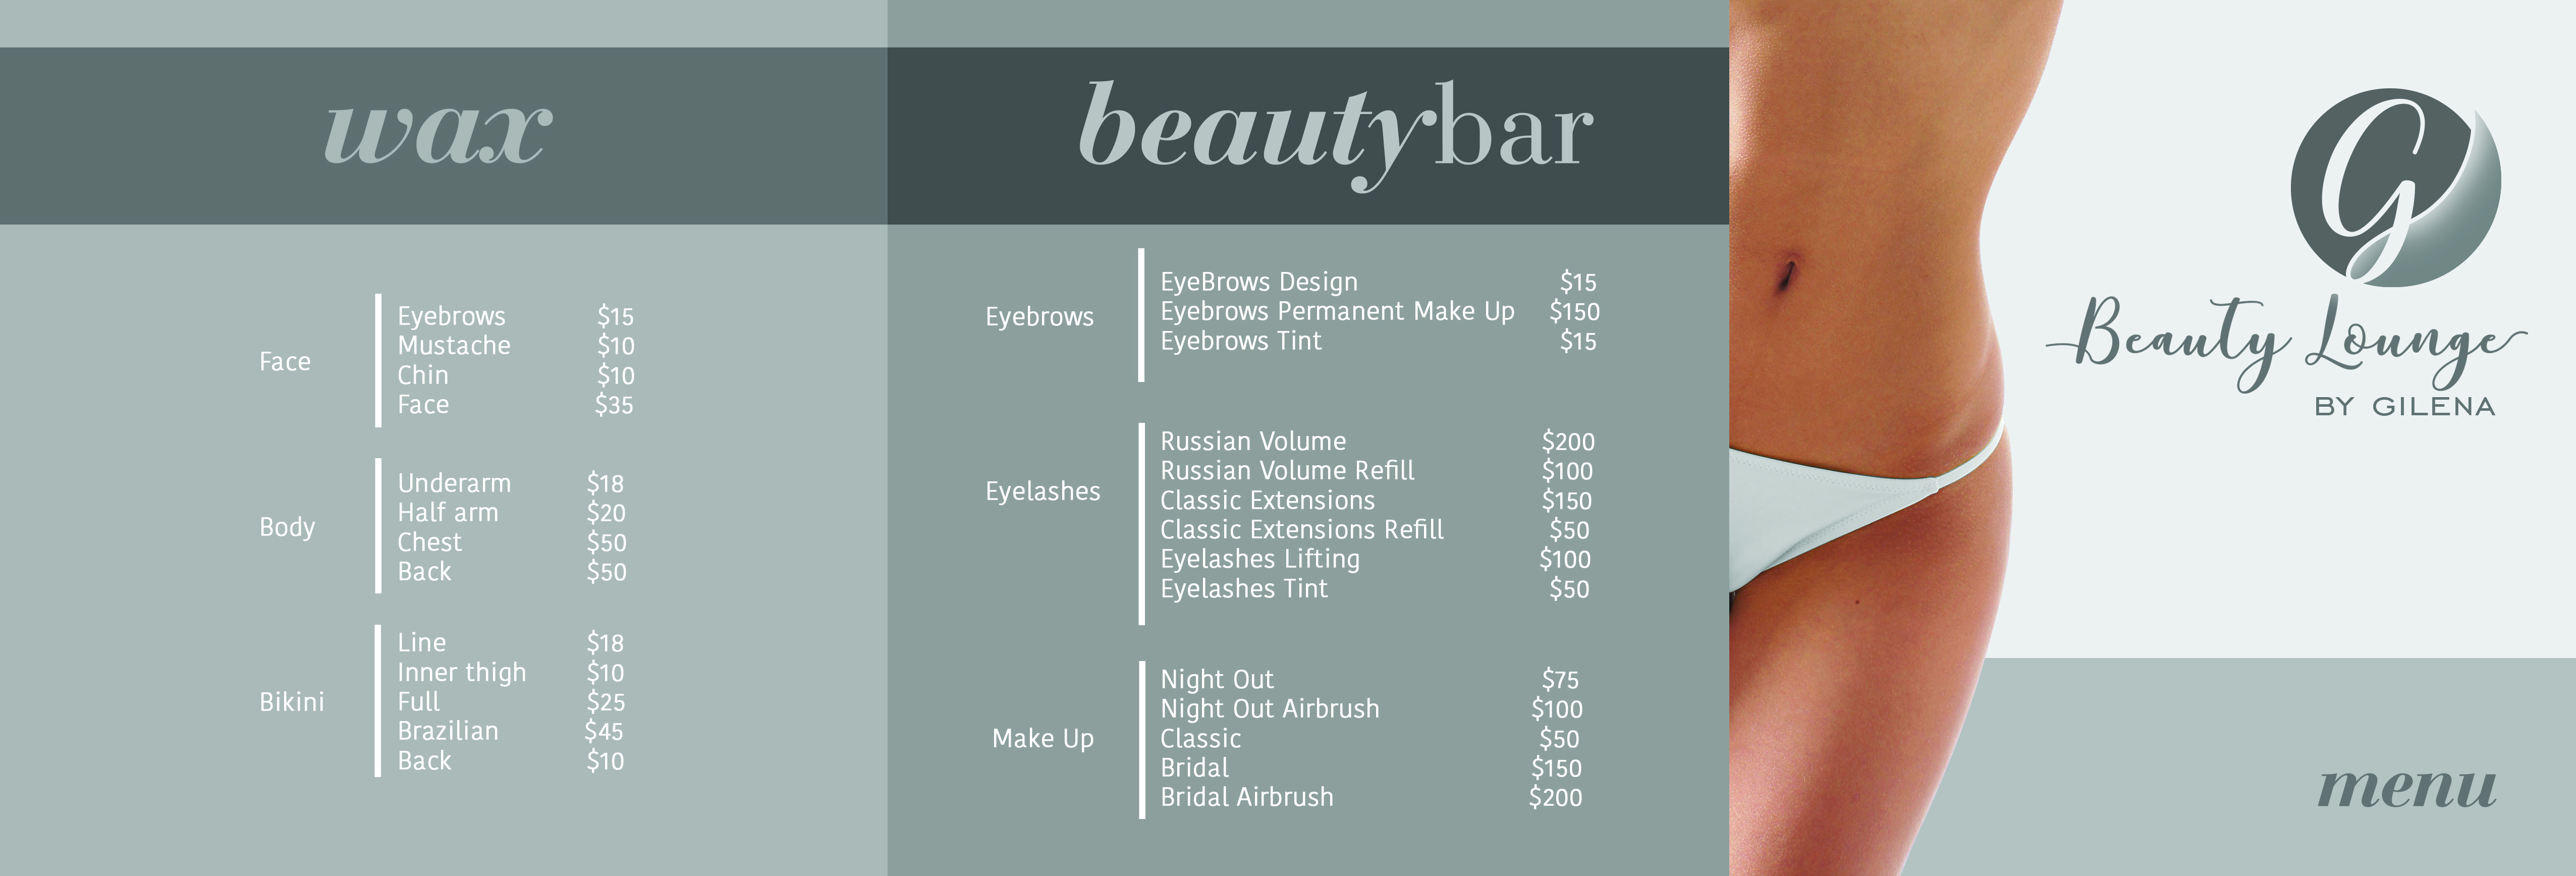 wax
Face
Eyebrows $15
Mustache $10
Chin $10
Face $35
Body
Underarm $18
Half arm $20
Chest $50
Back $50
Bikini
Line $18
Inner thigh $10
Full $25
Brazilian $45
Back $10
beautybar
Eyebrows
EyeBrows Design $15
Eyebrows Permanent Make Up $150
Eyebrows Tint $15
Eyelashes
Russian Volume $200
Russian Volume Refill $100
Classic Extensions $150
Classic Extensions Refill $50
Eyelashes Lifting $100
Eyelashes Tint $50
Make Up
Night Out $75
Night Out Airbrush $100
Classic $50
Bridal $150
Bridal Airbrush $200
G
Beauty Lounge
BY GILENA
menu